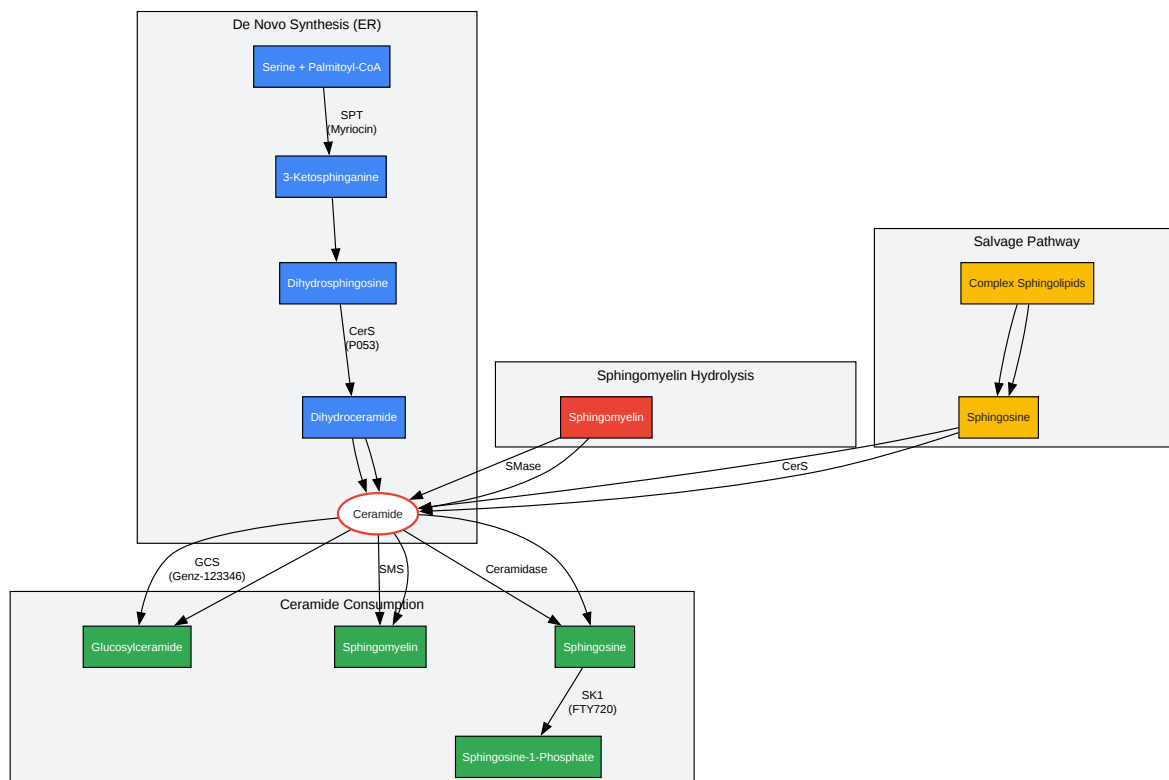 De Novo Synthesis (ER)
Serine + Palmitoyl-CoA
SPT
(Myriocin)
3-Ketosphinganine
Dihydrosphingosine
CerS
(P053)
Dihydroceramide
Salvage Pathway
Complex Sphingolipids
Sphingosine
Sphingomyelin Hydrolysis
Sphingomyelin
SMase
CerS
Ceramide
GCS
(Genz-123346)
SMS
Ceramidase
Ceramide Consumption
Glucosylceramide
Sphingomyelin
Sphingosine
SK1
(FTY720)
Sphingosine-1-Phosphate